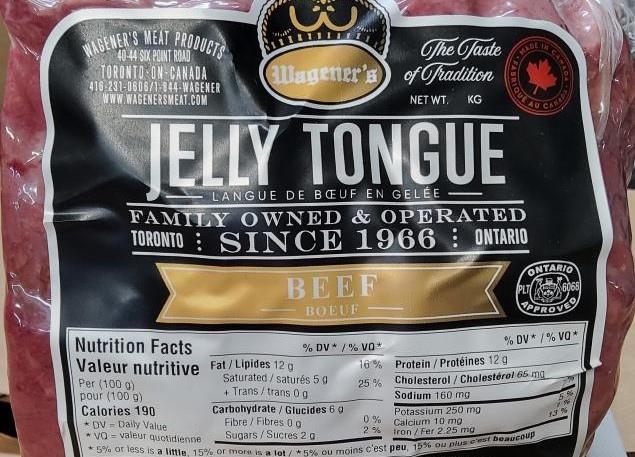 WAGENER'S MEAT PRODUCTS
40-44 SIX POINT ROAD
TORONTO·ON·CANADA
416-231-0606/1-844-WAGENER
WWW.WAGENERSMEAT.COM
Wagener's
The Taste
of Tradition
NET WT. KG
MADE IN CANADA
FABRIQUÉ AU CANADA
JELLY TONGUE
LANGUE DE BŒUF EN GELÉE
FAMILY OWNED & OPERATED
TORONTO SINCE 1966 ONTARIO
BEEF
BOEUF
ONTARIO
PLT 6068
APPROVED
Nutrition Facts
Valeur nutritive
Per (100 g)
pour (100 g)
Calories 190
* DV = Daily Value
* VQ = valeur quotidienne
% DV* / % VQ*
Fat / Lipides 12 g 16 %
Saturated / saturés 5 g
+ Trans / trans 0 g 25 %
Carbohydrate / Glucides 6 g
Fibre / Fibres 0 g 0 %
Sugars / Sucres 2 g 2 %
% DV* / % VQ*
Protein / Protéines 12 g
Cholesterol / Cholestérol 65 mg
Sodium 160 mg
Potassium 250 mg 5 %
Calcium 10 mg 1 %
Iron / Fer 2.25 mg 13 %
* 5% or less is a little, 15% or more is a lot / *5% ou moins c'est peu, 15% ou plus c'est beaucoup